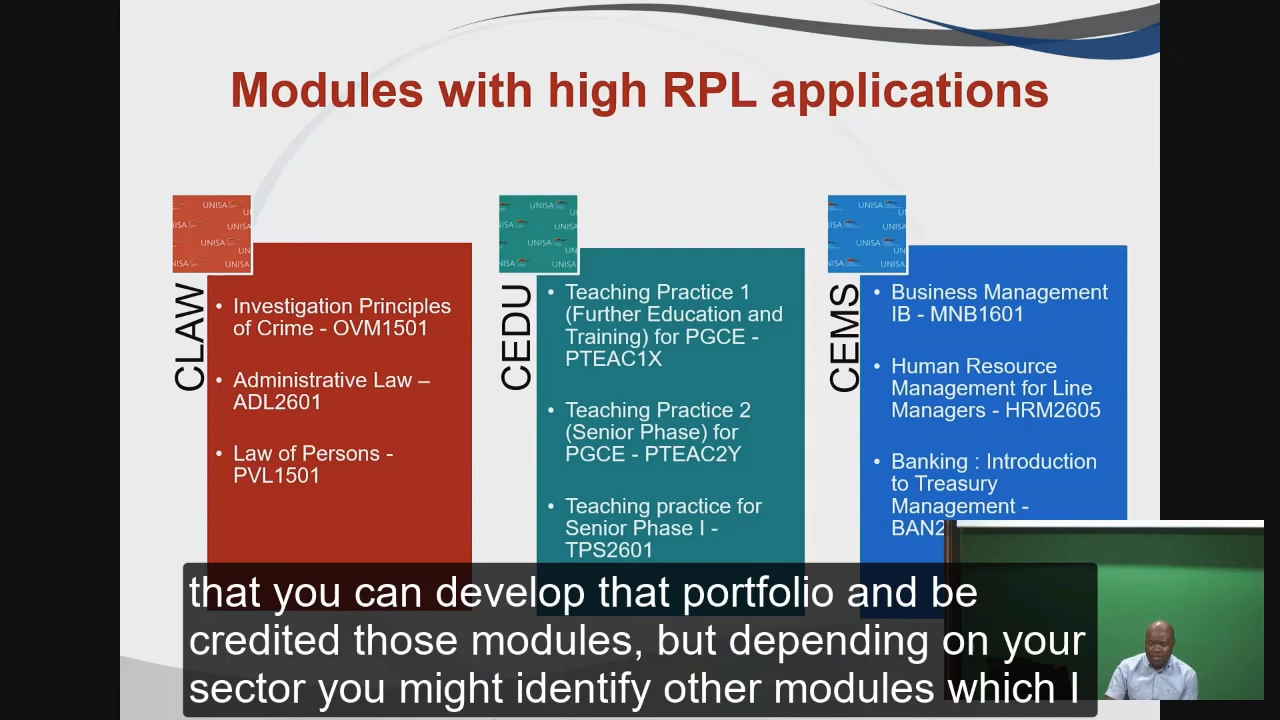 Modules with high RPL applications
UNISA
CLAW
• Investigation Principles
of Crime - OVM1501
• Administrative Law –
ADL2601
• Law of Persons -
PVL1501
UNISA
CEDU
• Teaching Practice 1
(Further Education and
Training) for PGCE -
PTEAC1X
• Teaching Practice 2
(Senior Phase) for
PGCE - PTEAC2Y
• Teaching practice for
Senior Phase I -
TPS2601
UNISA
CEMS
• Business Management
IB - MNB1601
• Human Resource
Management for Line
Managers - HRM2605
• Banking : Introduction
to Treasury
Management -
that you can develop that portfolio and be
credited those modules, but depending on your
sector you might identify other modules which I